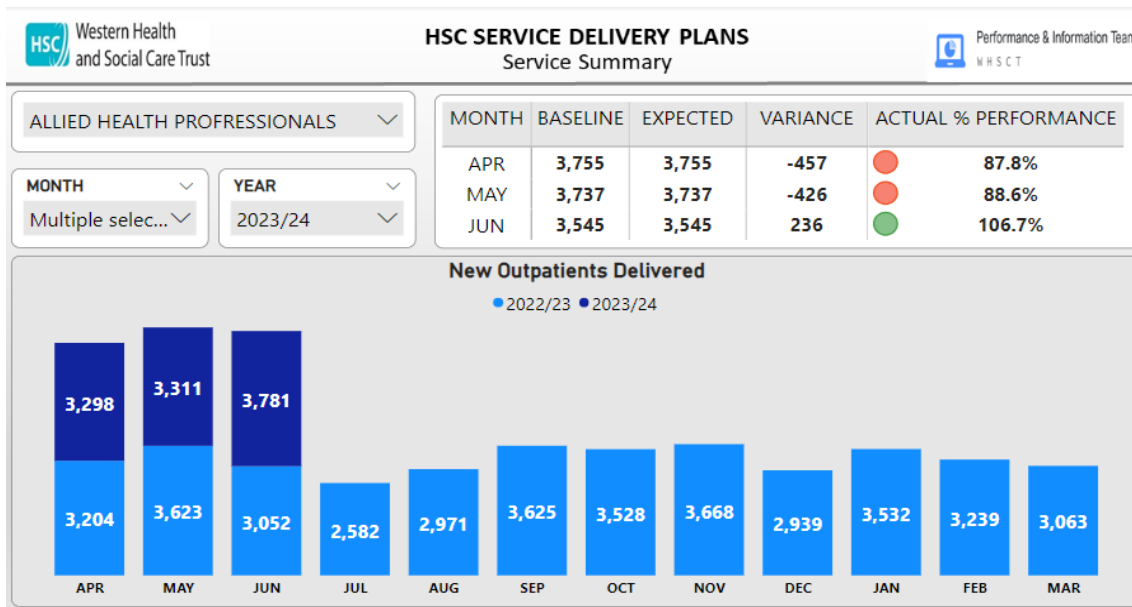 HSC
Western Health
and Social Care Trust
HSC SERVICE DELIVERY PLANS
Service Summary
Performance & Information Tean
WHSCT
ALLIED HEALTH PROFRESSIONALS
MONTH
Multiple selec...
YEAR
2023/24
MONTH BASELINE EXPECTED VARIANCE ACTUAL % PERFORMANCE
APR 3,755 3,755 -457 87.8%
MAY 3,737 3,737 -426 88.6%
JUN 3,545 3,545 236 106.7%
New Outpatients Delivered
2022/23 2023/24
3,298 3,311 3,781
3,204 3,623 3,052 2,582 2,971 3,625 3,528 3,668 2,939 3,532 3,239 3,063
APR MAY JUN JUL AUG SEP OCT NOV DEC JAN FEB MAR